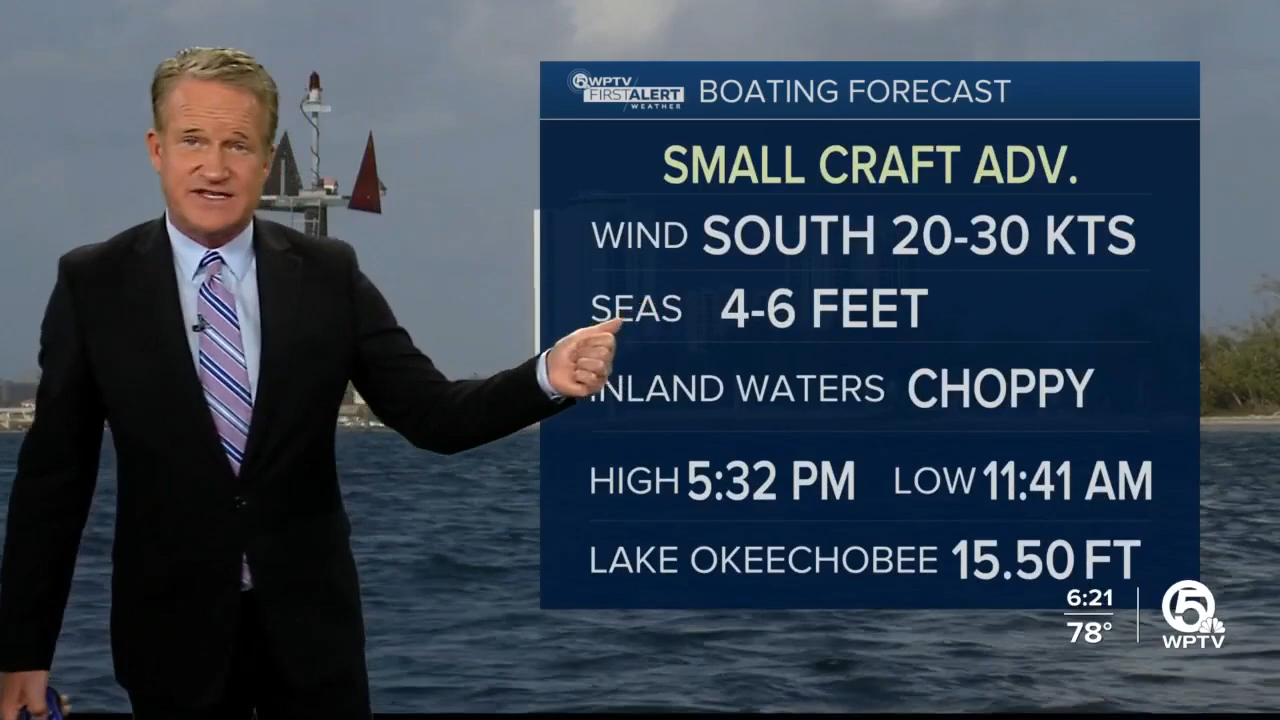 5 WPTV
FIRST ALERT
WEATHER
BOATING FORECAST
SMALL CRAFT ADV.
WIND SOUTH 20-30 KTS
SEAS 4-6 FEET
INLAND WATERS CHOPPY
HIGH 5:32 PM LOW 11:41 AM
LAKE OKEECHOBEE 15.50 FT
6:21
78°
5
WPTV